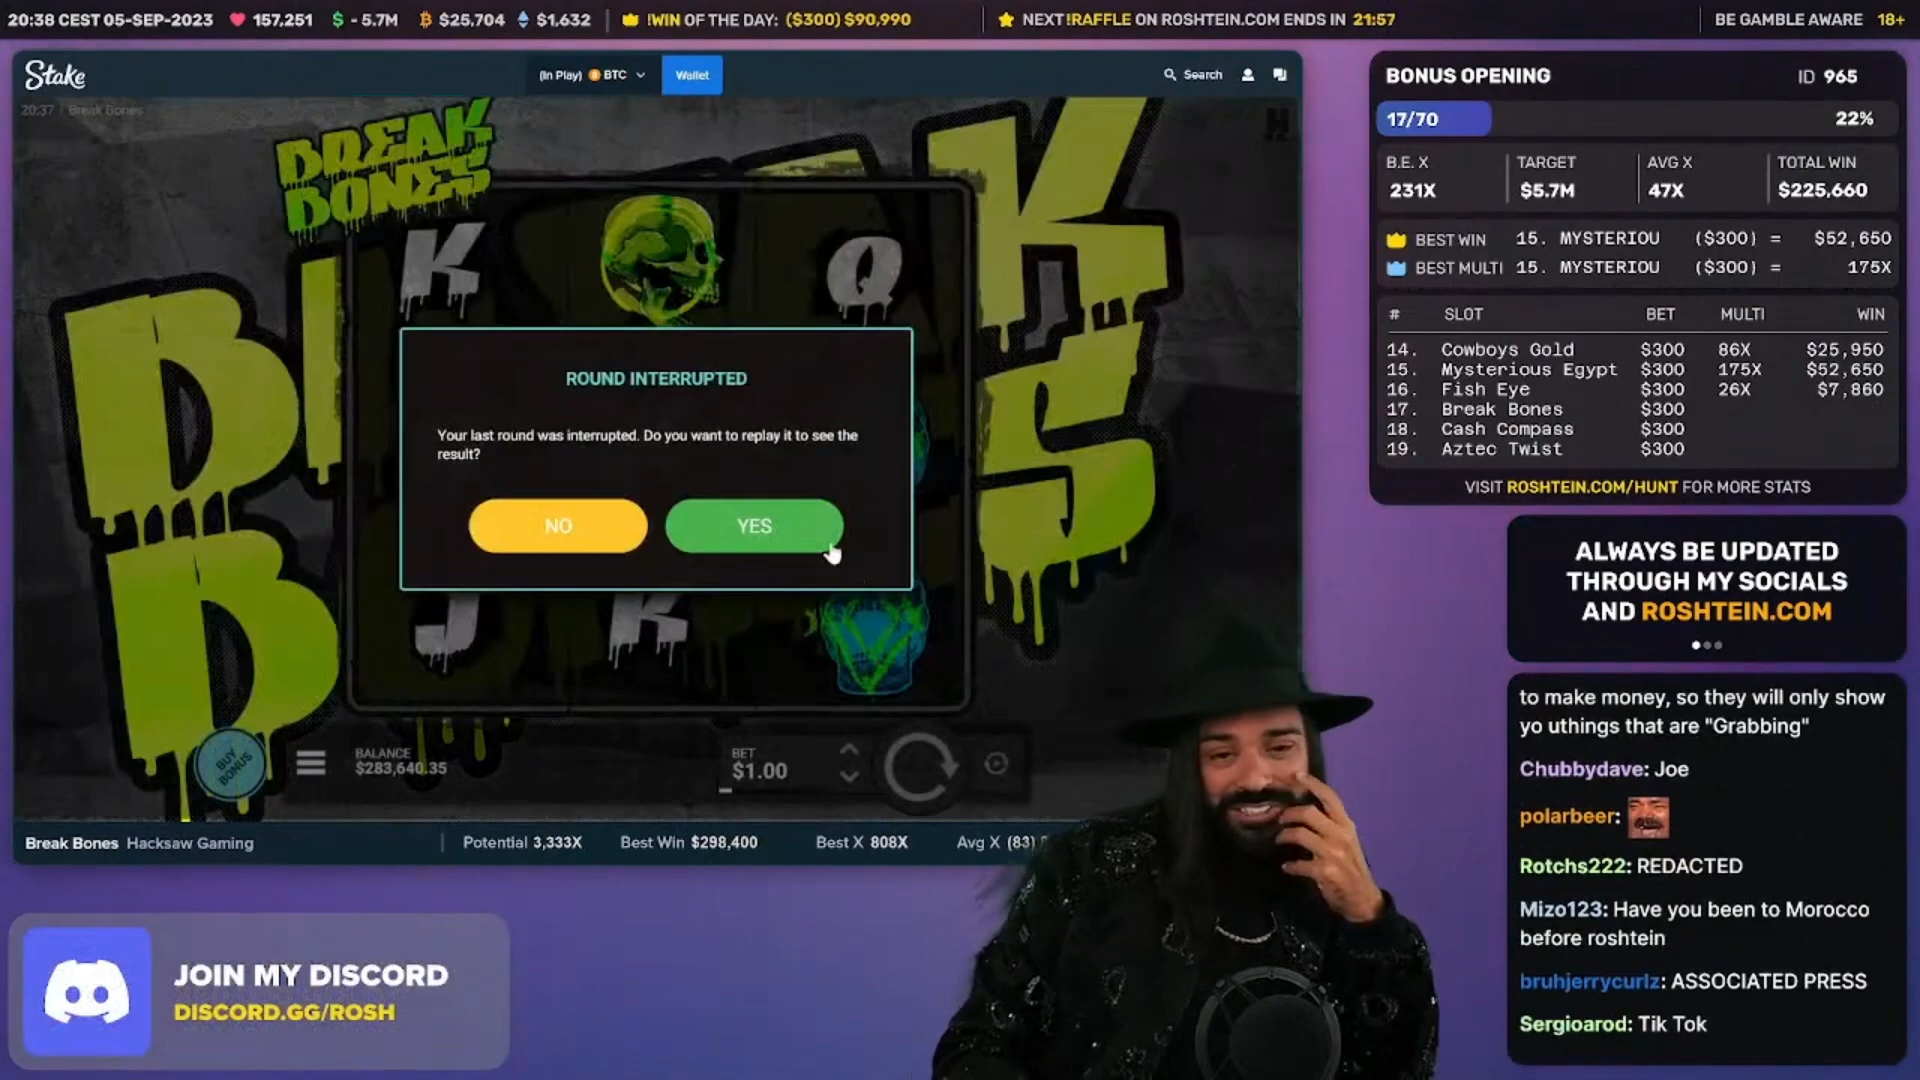 20:38 CEST 05-SEP-2023 157,251 $ - 5.7M $25,704 $1,632 !WIN OF THE DAY: ($300) $90,990 NEXT !RAFFLE ON ROSHTEIN.COM ENDS IN 21:57 BE GAMBLE AWARE 18+
Stake (In Play) BTC Wallet Search
20:37 | Break Bones
BREAK
BONES
K Q
ROUND INTERRUPTED
Your last round was interrupted. Do you want to replay it to see the
result?
NO YES
J K
BUY
BONUS
BALANCE
$283,640.35
BET
$1.00
Break Bones Hacksaw Gaming Potential 3,333X Best Win $298,400 Best X 808X Avg X (83)
JOIN MY DISCORD
DISCORD.GG/ROSH
BONUS OPENING ID 965
17/70 22%
B.E. X TARGET AVG X TOTAL WIN
231X $5.7M 47X $225,660
BEST WIN 15. MYSTERIOU ($300) = $52,650
BEST MULTI 15. MYSTERIOU ($300) = 175X
# SLOT BET MULTI WIN
14. Cowboys Gold $300 86X $25,950
15. Mysterious Egypt $300 175X $52,650
16. Fish Eye $300 26X $7,860
17. Break Bones $300
18. Cash Compass $300
19. Aztec Twist $300
VISIT ROSHTEIN.COM/HUNT FOR MORE STATS
ALWAYS BE UPDATED
THROUGH MY SOCIALS
AND ROSHTEIN.COM
to make money, so they will only show
yo uthings that are "Grabbing"
Chubbydave: Joe
polarbeer:
Rotchs222: REDACTED
Mizo123: Have you been to Morocco
before roshtein
bruhjerrycurlz: ASSOCIATED PRESS
Sergioarod: Tik Tok